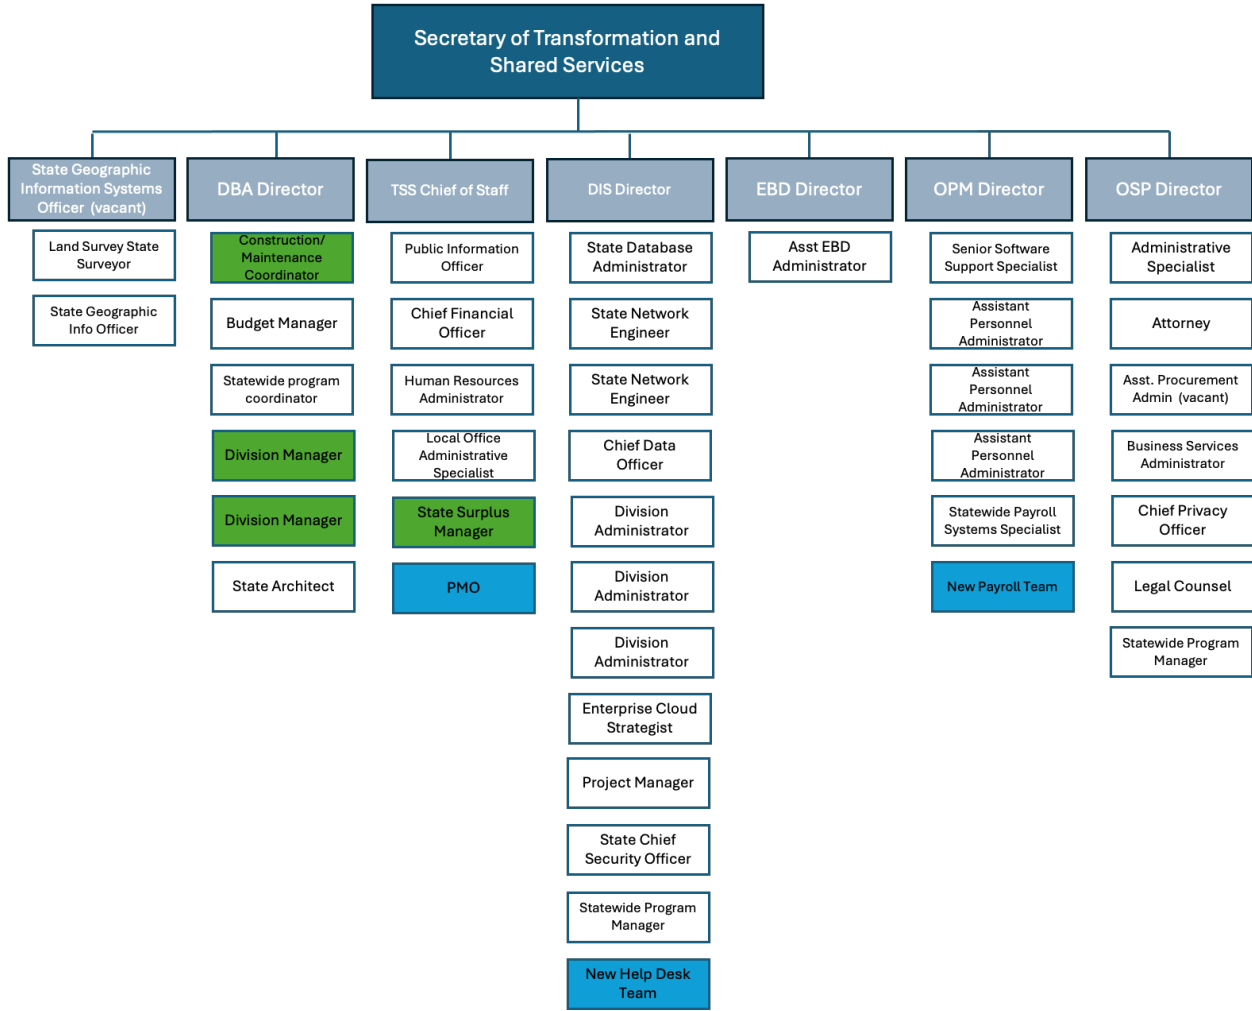 Secretary of Transformation and
Shared Services
State Geographic
Information Systems
Officer (vacant)
DBA Director
TSS Chief of Staff
DIS Director
EBD Director
OPM Director
OSP Director
Land Survey State
Surveyor
State Geographic
Info Officer
Construction/
Maintenance
Coordinator
Budget Manager
Statewide program
coordinator
Division Manager
Division Manager
State Architect
Public Information
Officer
Chief Financial
Officer
Human Resources
Administrator
Local Office
Administrative
Specialist
State Surplus
Manager
PMO
State Database
Administrator
State Network
Engineer
State Network
Engineer
Chief Data
Officer
Division
Administrator
Division
Administrator
Division
Administrator
Enterprise Cloud
Strategist
Project Manager
State Chief
Security Officer
Statewide Program
Manager
New Help Desk
Team
Asst EBD
Administrator
Senior Software
Support Specialist
Assistant
Personnel
Administrator
Assistant
Personnel
Administrator
Assistant
Personnel
Administrator
Statewide Payroll
Systems Specialist
New Payroll Team
Administrative
Specialist
Attorney
Asst. Procurement
Admin (vacant)
Business Services
Administrator
Chief Privacy
Officer
Legal Counsel
Statewide Program
Manager